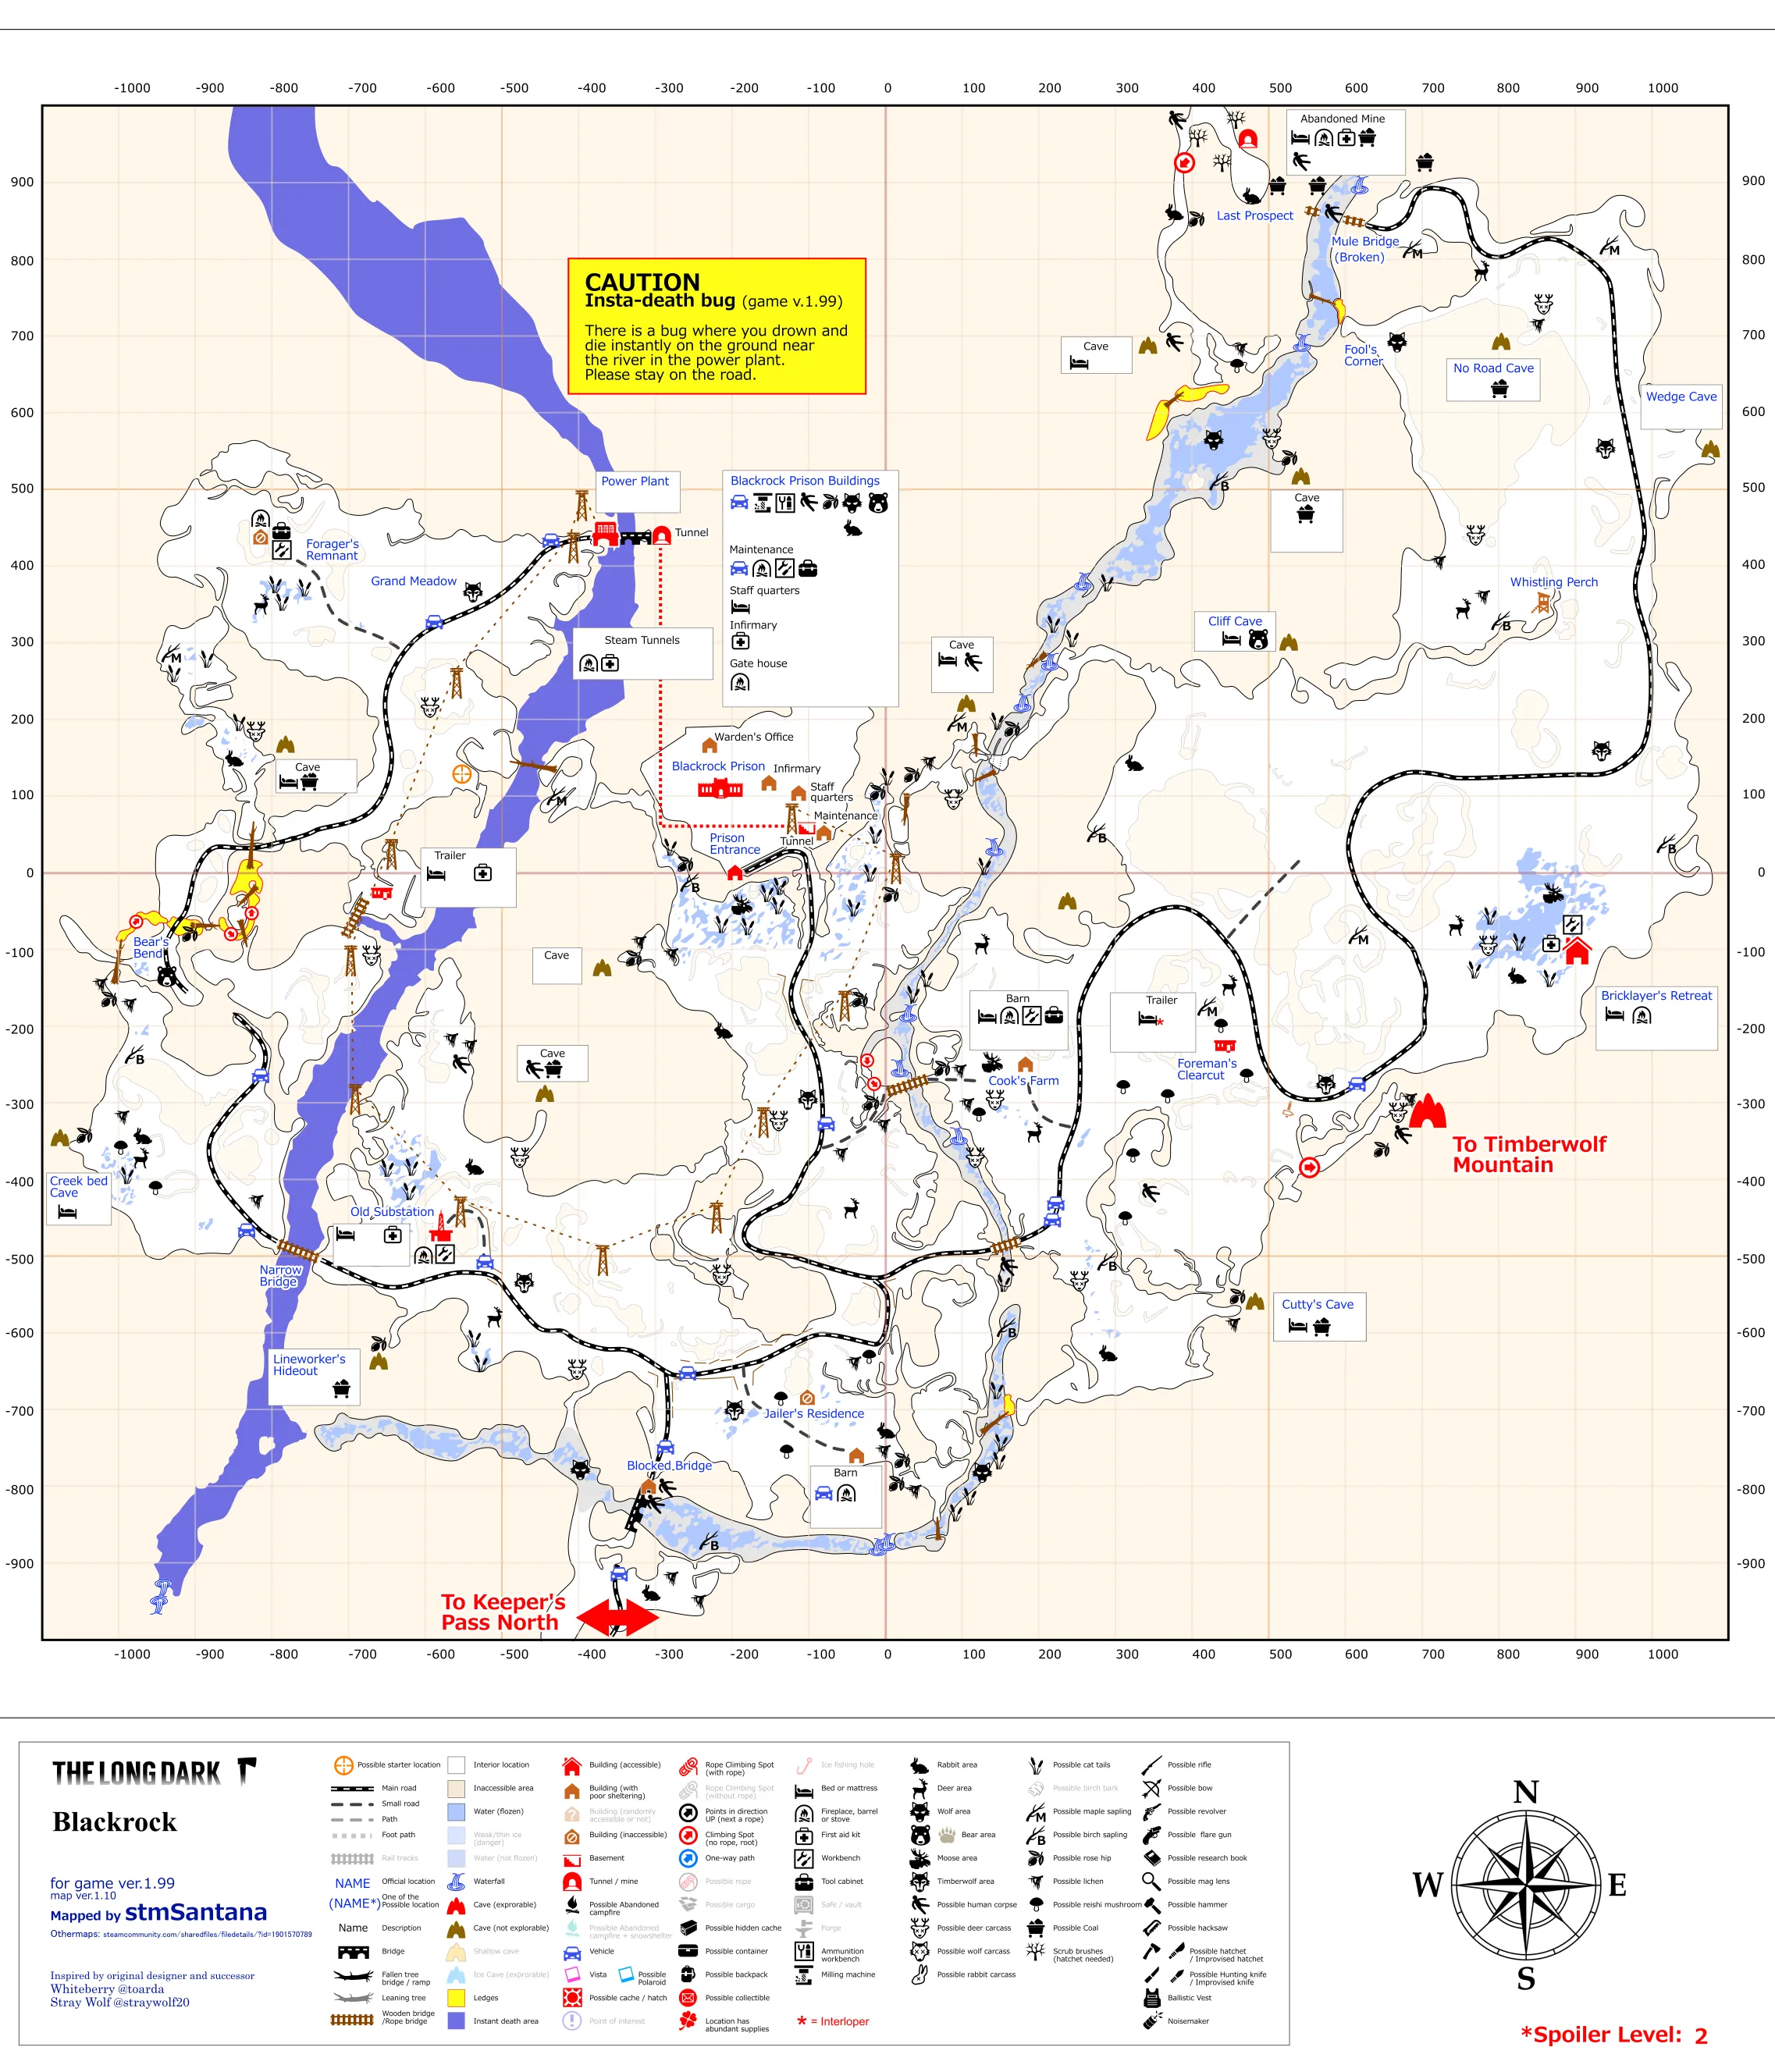 -1000 -900 -800 -700 -600 -500 -400 -300 -200 -100 0 100 200 300 400 500 600 700 800 900 1000
900
800
700
600
500
400
300
200
100
0
-100
-200
-300
-400
-500
-600
-700
-800
-900
900
800
700
600
500
400
300
200
100
0
-100
-200
-300
-400
-500
-600
-700
-800
-900
Abandoned Mine
Last Prospect
Mule Bridge
(Broken)
M
M
CAUTION
Insta-death bug (game v.1.99)
There is a bug where you drown and
die instantly on the ground near
the river in the power plant.
Please stay on the road.
Cave
Fool's
Corner
No Road Cave
Wedge Cave
B
Cave
Power Plant
Tunnel
Blackrock Prison Buildings
Maintenance
Staff quarters
Infirmary
Gate house
Forager's
Remnant
Grand Meadow
Steam Tunnels
Whistling Perch
B
Cliff Cave
Cave
M
M
Cave
M
Warden's Office
Blackrock Prison
Infirmary
Staff
quarters
Maintenance
Tunnel
Prison
Entrance
B
B
B
Trailer
Bear's
Bend
Cave
M
Bricklayer's Retreat
B
Cave
Barn
Trailer
*
M
Foreman's
Clearcut
Cook's Farm
To Timberwolf
Mountain
Creek bed
Cave
Old Substation
Narrow
Bridge
B
Cutty's Cave
B
Lineworker's
Hideout
Jailer's Residence
Blocked Bridge
Barn
B
To Keeper's
Pass North
-1000 -900 -800 -700 -600 -500 -400 -300 -200 -100 0 100 200 300 400 500 600 700 800 900 1000
THE LONG DARK
Blackrock
for game ver.1.99
map ver.1.10
Mapped by stmSantana
Othermaps: steamcommunity.com/sharedfiles/filedetails/?id=1901570789
Inspired by original designer and successor
Whiteberry @toarda
Stray Wolf @straywolf20
Possible starter location
Main road
Small road
Path
Foot path
Rail tracks
NAME Official location
(NAME*) One of the
Possible location
Name Description
Bridge
Fallen tree
bridge / ramp
Leaning tree
Wooden bridge
/Rope bridge
Interior location
Inaccessible area
Water (flozen)
Weak/thin ice
(danger)
Water (not flozen)
Waterfall
Cave (exprorable)
Cave (not explorable)
Shallow cave
Ice Cave (exprorable)
Ledges
Instant death area
Building (accessible)
Building (with
poor sheltering)
Building (randomly
accessible or not)
Building (inaccessible)
Basement
Tunnel / mine
Possible Abandoned
campfire
Possible Abandoned
campfire + snowshelter
Vehicle
Vista
Possible
Polaroid
Possible cache / hatch
Point of interest
Rope Climbing Spot
(with rope)
Rope Climbing Spot
(without rope)
Points in direction
UP (next a rope)
Climbing Spot
(no rope, root)
One-way path
Possible rope
Possible cargo
Possible hidden cache
Possible container
Possible backpack
Possible collectible
Location has
abundant supplies
Ice fishing hole
Bed or mattress
Fireplace, barrel
or stove
First aid kit
Workbench
Tool cabinet
Safe / vault
Forge
Ammunition
workbench
Milling machine
* = Interloper
Rabbit area
Deer area
Wolf area
Bear area
Moose area
Timberwolf area
Possible human corpse
Possible deer carcass
Possible wolf carcass
Possible rabbit carcass
Possible cat tails
Possible birch bark
M Possible maple sapling
B Possible birch sapling
Possible rose hip
Possible lichen
Possible reishi mushroom
Possible Coal
Scrub brushes
(hatchet needed)
Possible rifle
Possible bow
Possible revolver
Possible flare gun
Possible research book
Possible mag lens
Possible hammer
Possible hacksaw
Possible hatchet
/ Improvised hatchet
Possible Hunting knife
/ Improvised knife
Ballistic Vest
Noisemaker
N
W
E
S
*Spoiler Level: 2